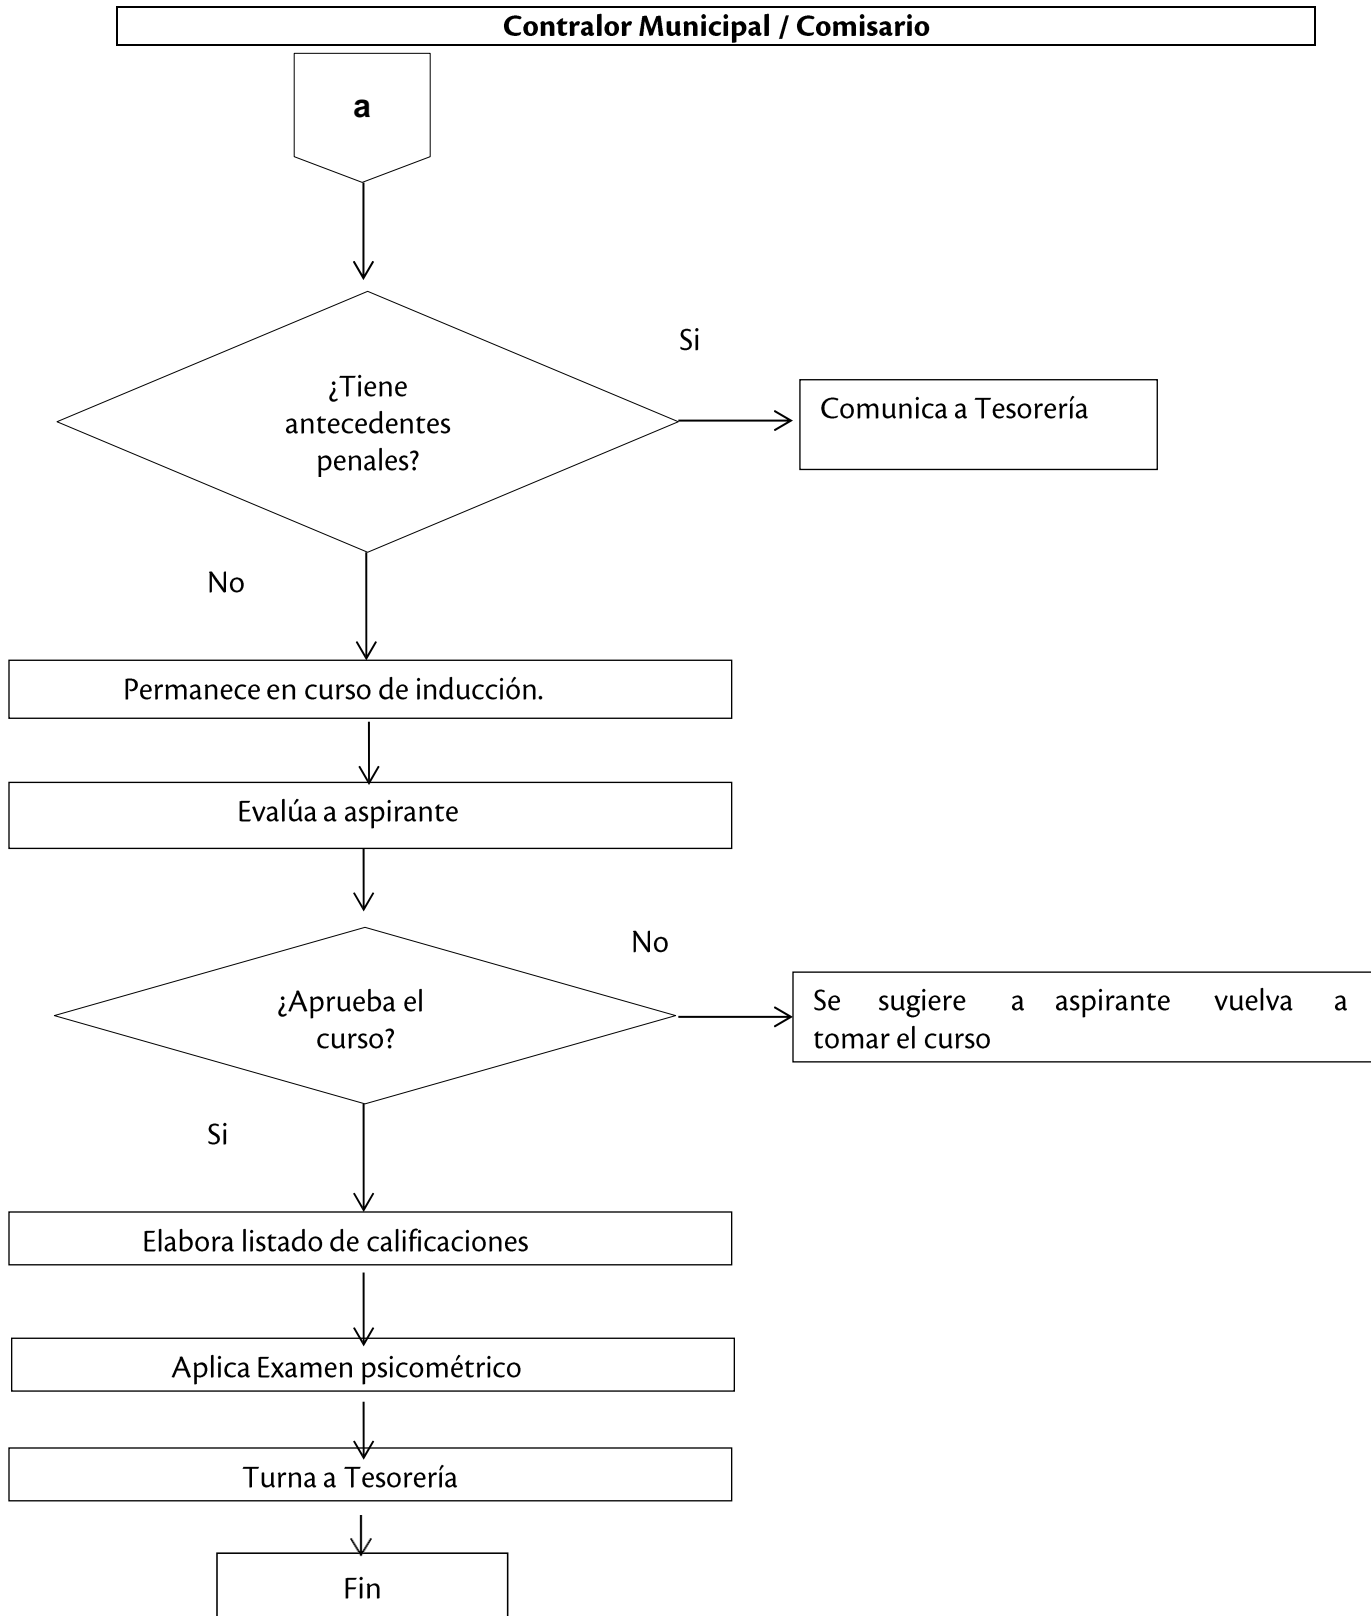 Contralor Municipal / Comisario
a
¿Tiene
antecedentes
penales?
Si
Comunica a Tesorería
No
Permanece en curso de inducción.
Evalúa a aspirante
¿Aprueba el
curso?
No
Se sugiere a aspirante vuelva a
tomar el curso
Si
Elabora listado de calificaciones
Aplica Examen psicométrico
Turna a Tesorería
Fin